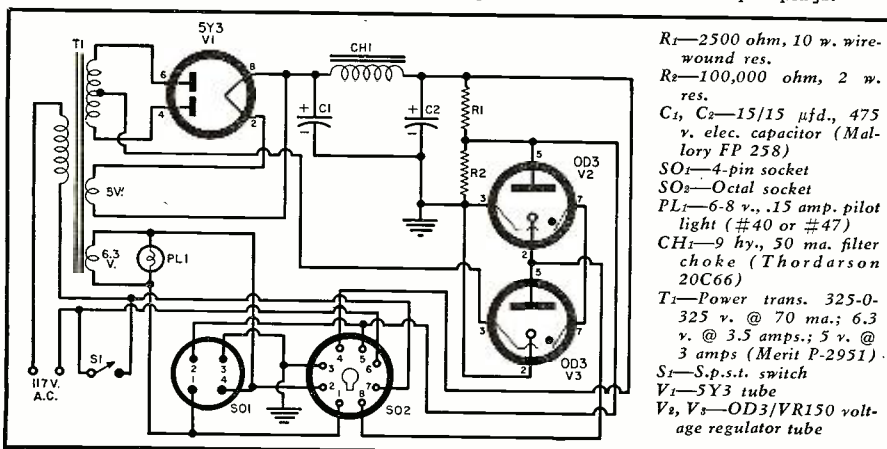 5Y3
V1
T1
6
8
4
2
CH1
+
C1
-
+
C2
-
R1
R2
5
OD3
V2
3
7
2
5
3
7
2
OD3
V3
5V.
6.3
V.
PL1
S1
117 V.
A.C.
2
3
1
4
SO1
4
5
3
6
2
7
1
8
SO2
R1—2500 ohm, 10 w. wire-
wound res.
R2—100,000 ohm, 2 w.
res.
C1, C2—15/15 μfd., 475
v. elec. capacitor (Mal-
lory FP 258)
SO1—4-pin socket
SO2—Octal socket
PL1—6-8 v., .15 amp. pilot
light (#40 or #47)
CH1—9 hy., 50 ma. filter
choke (Thordarson
20C66)
T1—Power trans. 325-0-
325 v. @ 70 ma.; 6.3
v. @ 3.5 amps.; 5 v. @
3 amps (Merit P-2951)
S1—S.p.s.t. switch
V1—5Y3 tube
V2, V3—OD3/VR150 volt-
age regulator tube